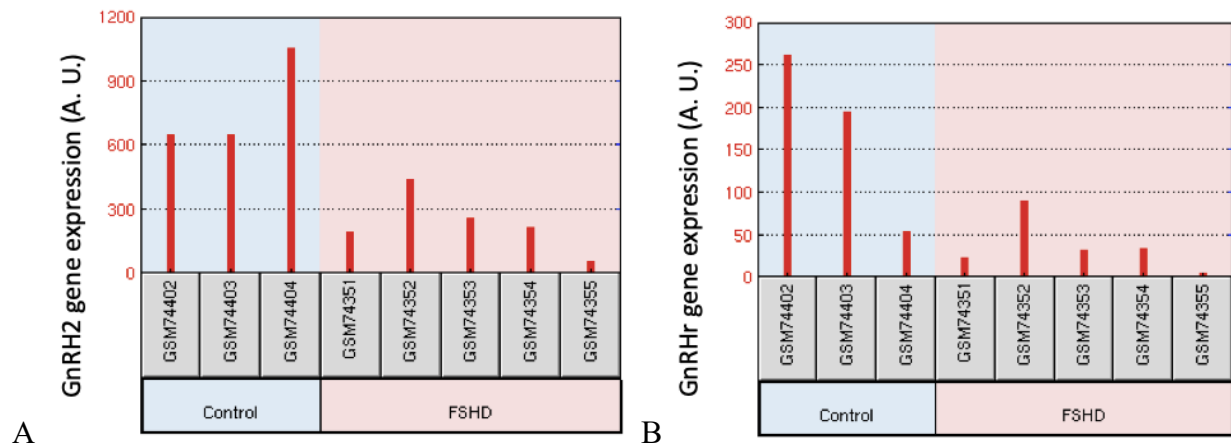 A
GnRH2 gene expression (A. U.)
1200
900
600
300
0
GSM74402
GSM74403
GSM74404
GSM74351
GSM74352
GSM74353
GSM74354
GSM74355
Control
FSHD
B
GnRHr gene expression (A. U.)
300
250
200
150
100
50
0
GSM74402
GSM74403
GSM74404
GSM74351
GSM74352
GSM74353
GSM74354
GSM74355
Control
FSHD